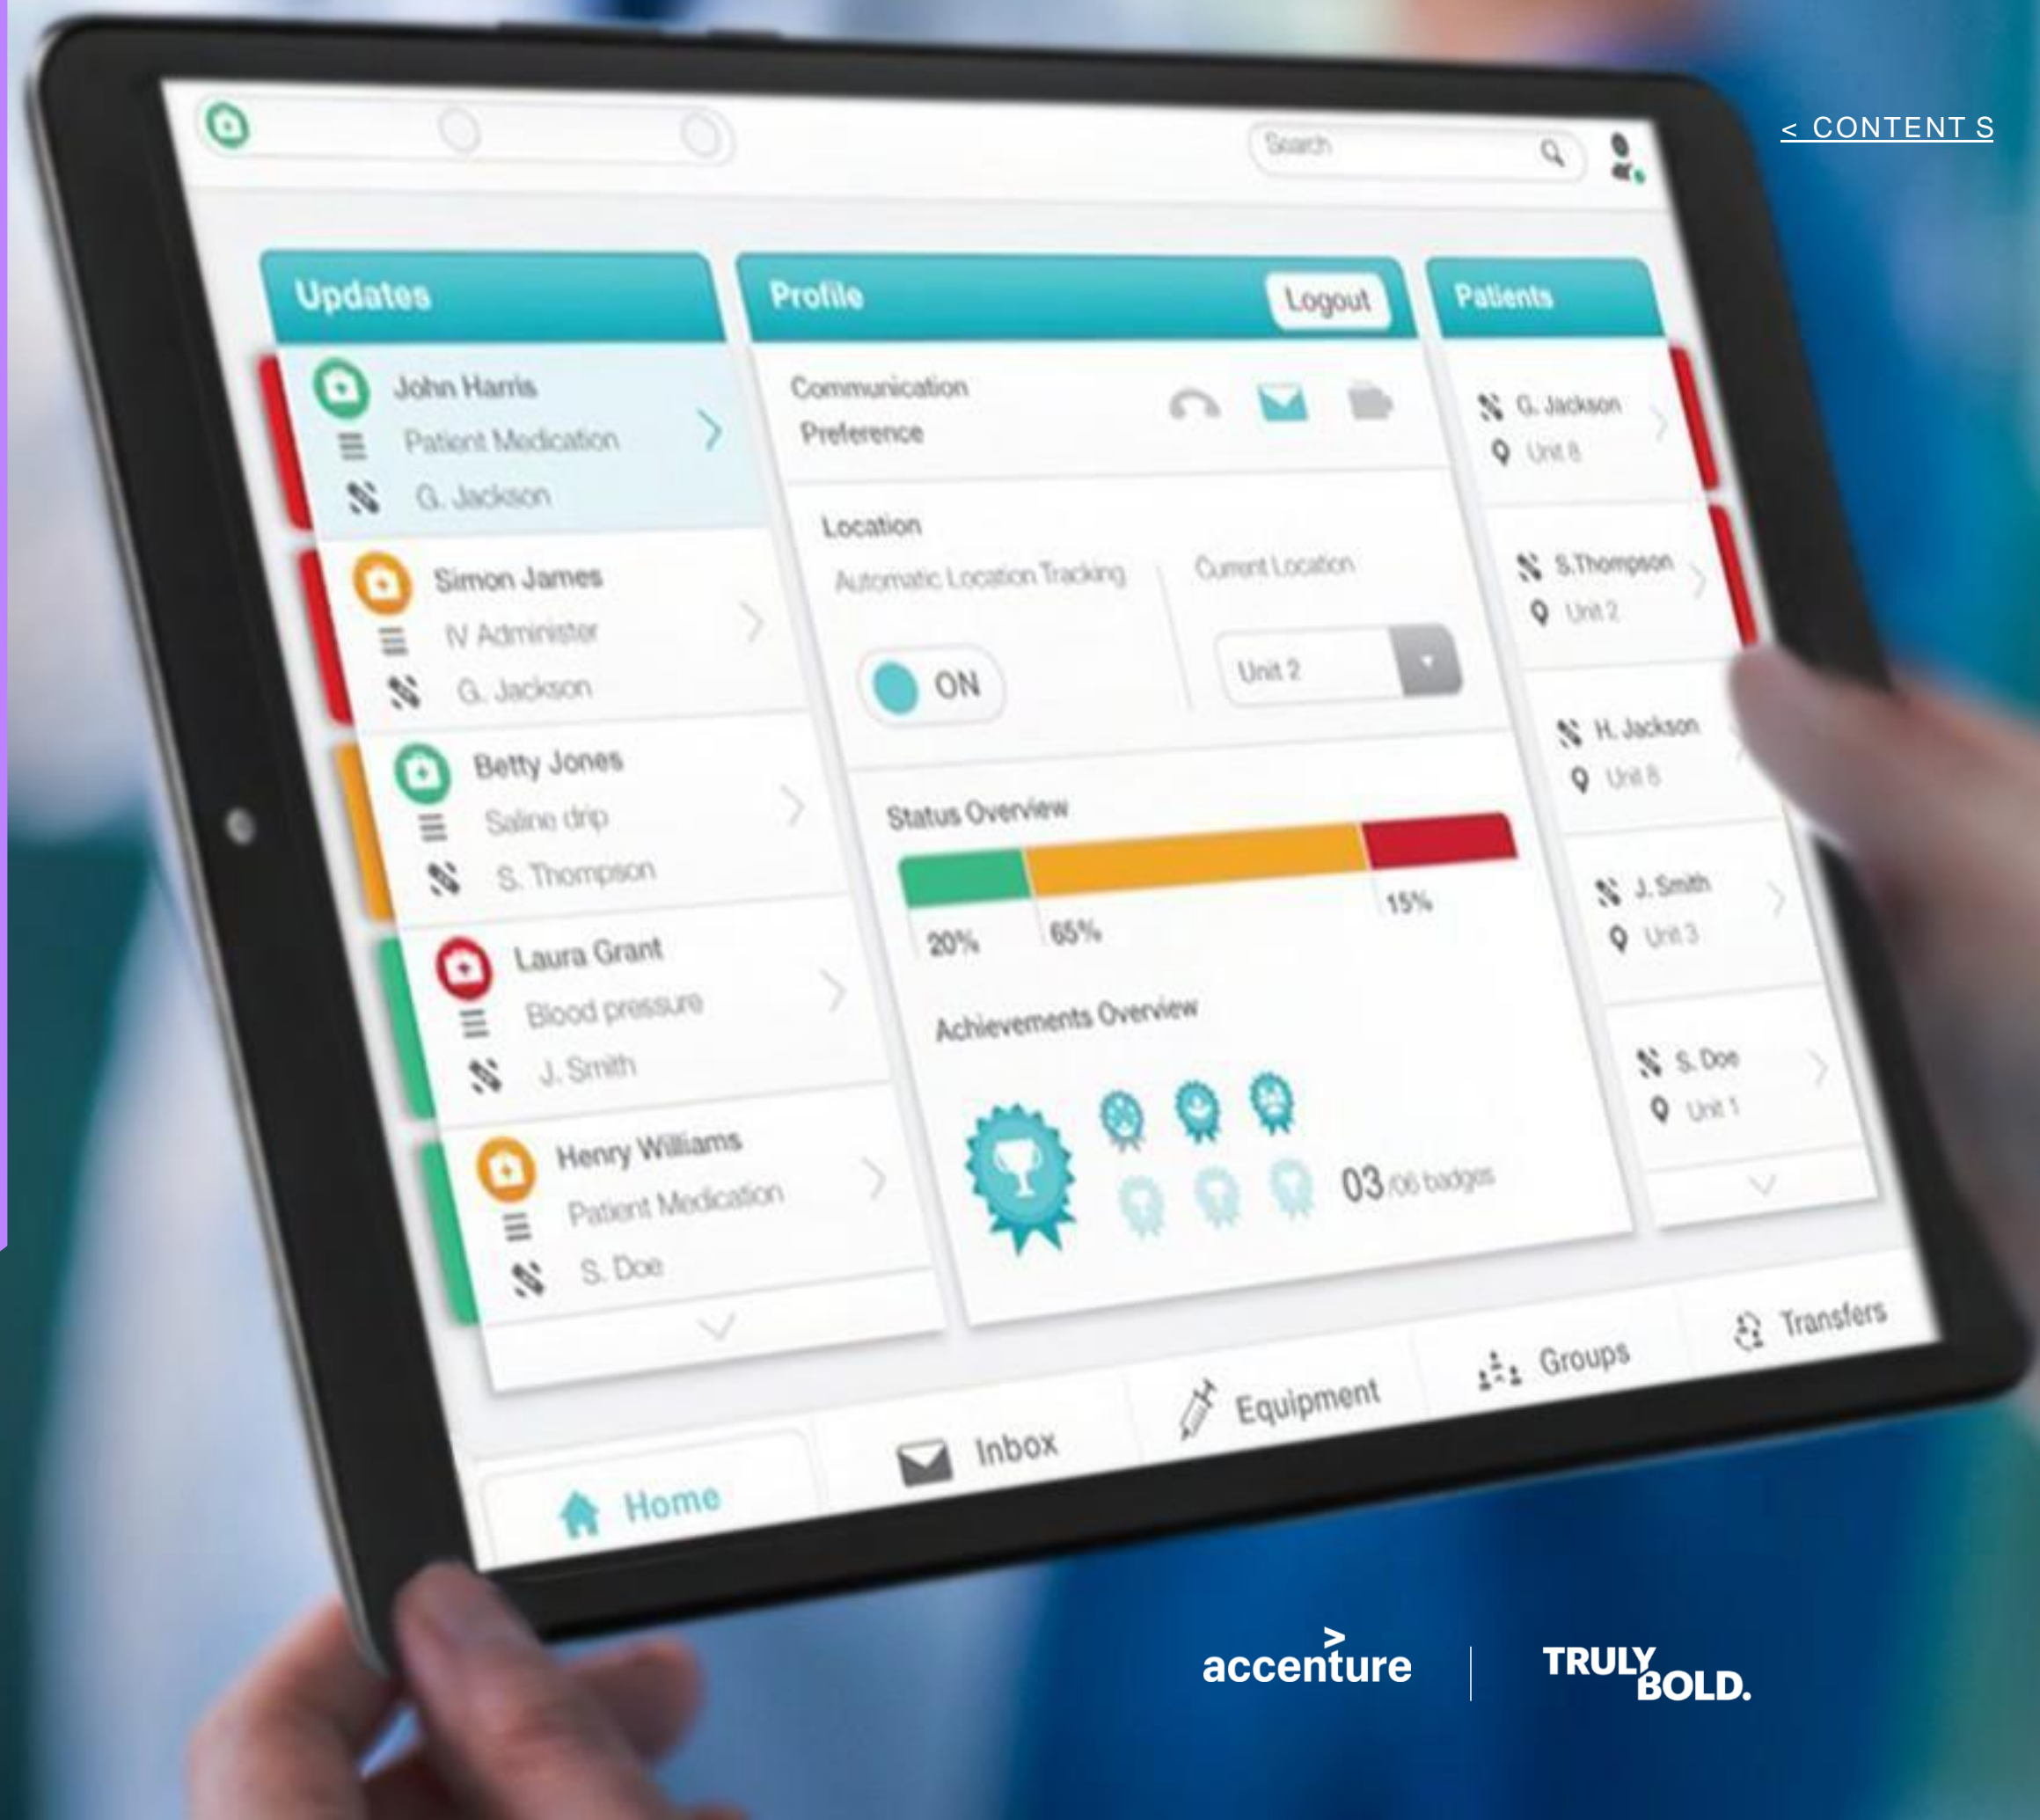 < CONTENT S
Search
Updates
John Harris
Patient Medication
G. Jackson
Simon James
IV Administer
G. Jackson
Betty Jones
Saline drip
S. Thompson
Laura Grant
Blood pressure
J. Smith
Henry Williams
Patient Medication
S. Doe
Profile
Logout
Communication
Preference
Location
Automatic Location Tracking
Current Location
ON
Unit 2
Status Overview
20%
65%
15%
Achievements Overview
03 /06 badges
Patients
G. Jackson
Unit 8
S.Thompson
Unit 2
H. Jackson
Unit 8
J. Smith
Unit 3
S. Doe
Unit 1
Home
Inbox
Equipment
Groups
Transfers
>
accenture
TRULY
BOLD.